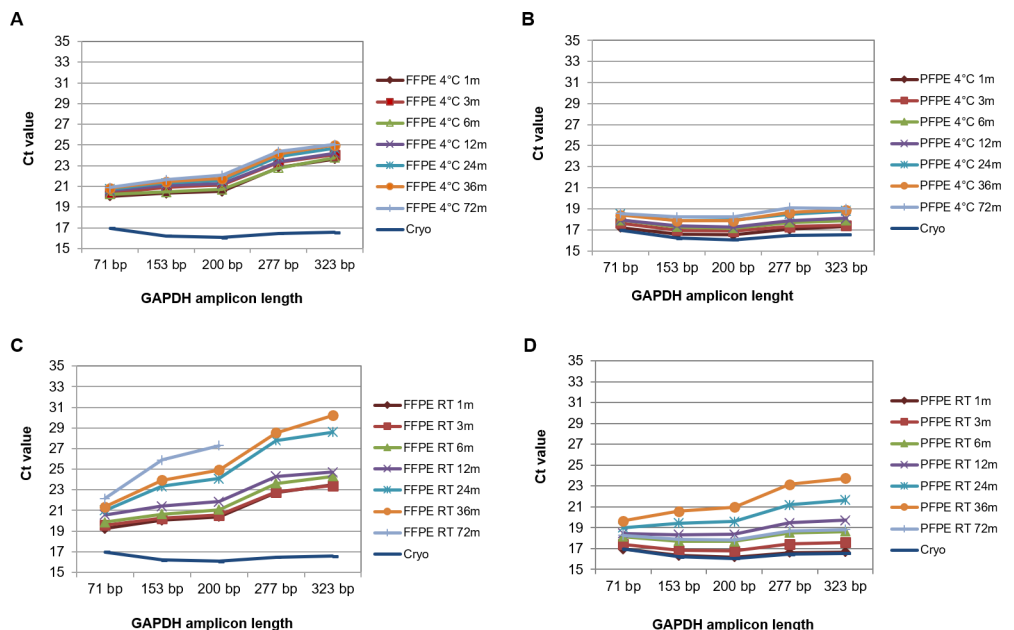 A
35
33
31
29
27
25
23
21
19
17
15
Ct value
71 bp 153 bp 200 bp 277 bp 323 bp
GAPDH amplicon length
FFPE 4°C 1m
FFPE 4°C 3m
FFPE 4°C 6m
FFPE 4°C 12m
FFPE 4°C 24m
FFPE 4°C 36m
FFPE 4°C 72m
Cryo
B
35
33
31
29
27
25
23
21
19
17
15
Ct value
71 bp 153 bp 200 bp 277 bp 323 bp
GAPDH amplicon lenght
PFPE 4°C 1m
PFPE 4°C 3m
PFPE 4°C 6m
PFPE 4°C 12m
PFPE 4°C 24m
PFPE 4°C 36m
PFPE 4°C 72m
Cryo
C
35
33
31
29
27
25
23
21
19
17
15
Ct value
71 bp 153 bp 200 bp 277 bp 323 bp
GAPDH amplicon length
FFPE RT 1m
FFPE RT 3m
FFPE RT 6m
FFPE RT 12m
FFPE RT 24m
FFPE RT 36m
FFPE RT 72m
Cryo
D
35
33
31
29
27
25
23
21
19
17
15
Ct value
71 bp 153 bp 200 bp 277 bp 323 bp
GAPDH amplicon length
PFPE RT 1m
PFPE RT 3m
PFPE RT 6m
PFPE RT 12m
PFPE RT 24m
PFPE RT 36m
PFPE RT 72m
Cryo